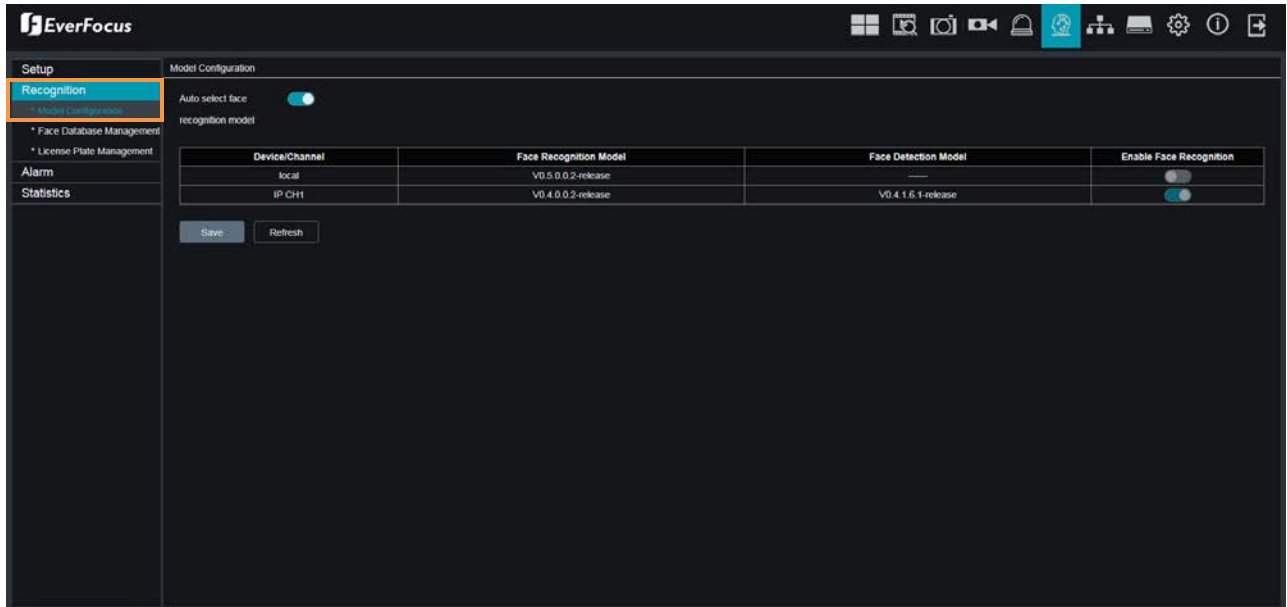 EverFocus
Setup
Recognition
* Model Configuration
* Face Database Management
* License Plate Management
Alarm
Statistics
Model Configuration
Auto select face
recognition model
Device/Channel Face Recognition Model Face Detection Model Enable Face Recognition
local V0.5.0.0.2-release ------
IP CH1 V0.4.0.0.2-release V0.4.1.6.1-release
Save Refresh